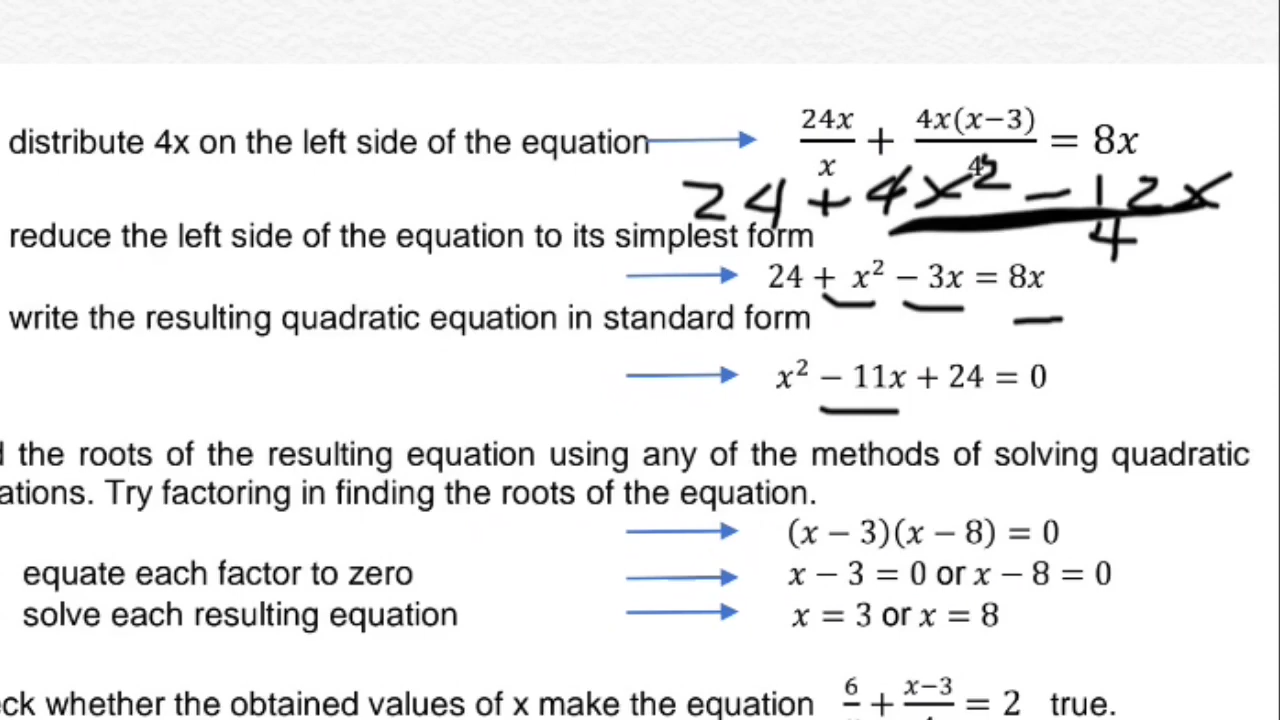 distribute 4x on the left side of the equation 24x/x + 4x(x−3)/4 = 8x
24 + 4x² − 12x/4
reduce the left side of the equation to its simplest form
24 + x² − 3x = 8x
write the resulting quadratic equation in standard form
x² − 11x + 24 = 0
the roots of the resulting equation using any of the methods of solving quadratic
ations. Try factoring in finding the roots of the equation.
(x − 3)(x − 8) = 0
equate each factor to zero x − 3 = 0 or x − 8 = 0
solve each resulting equation x = 3 or x = 8
ck whether the obtained values of x make the equation 6/ + x−3/ = 2 true.